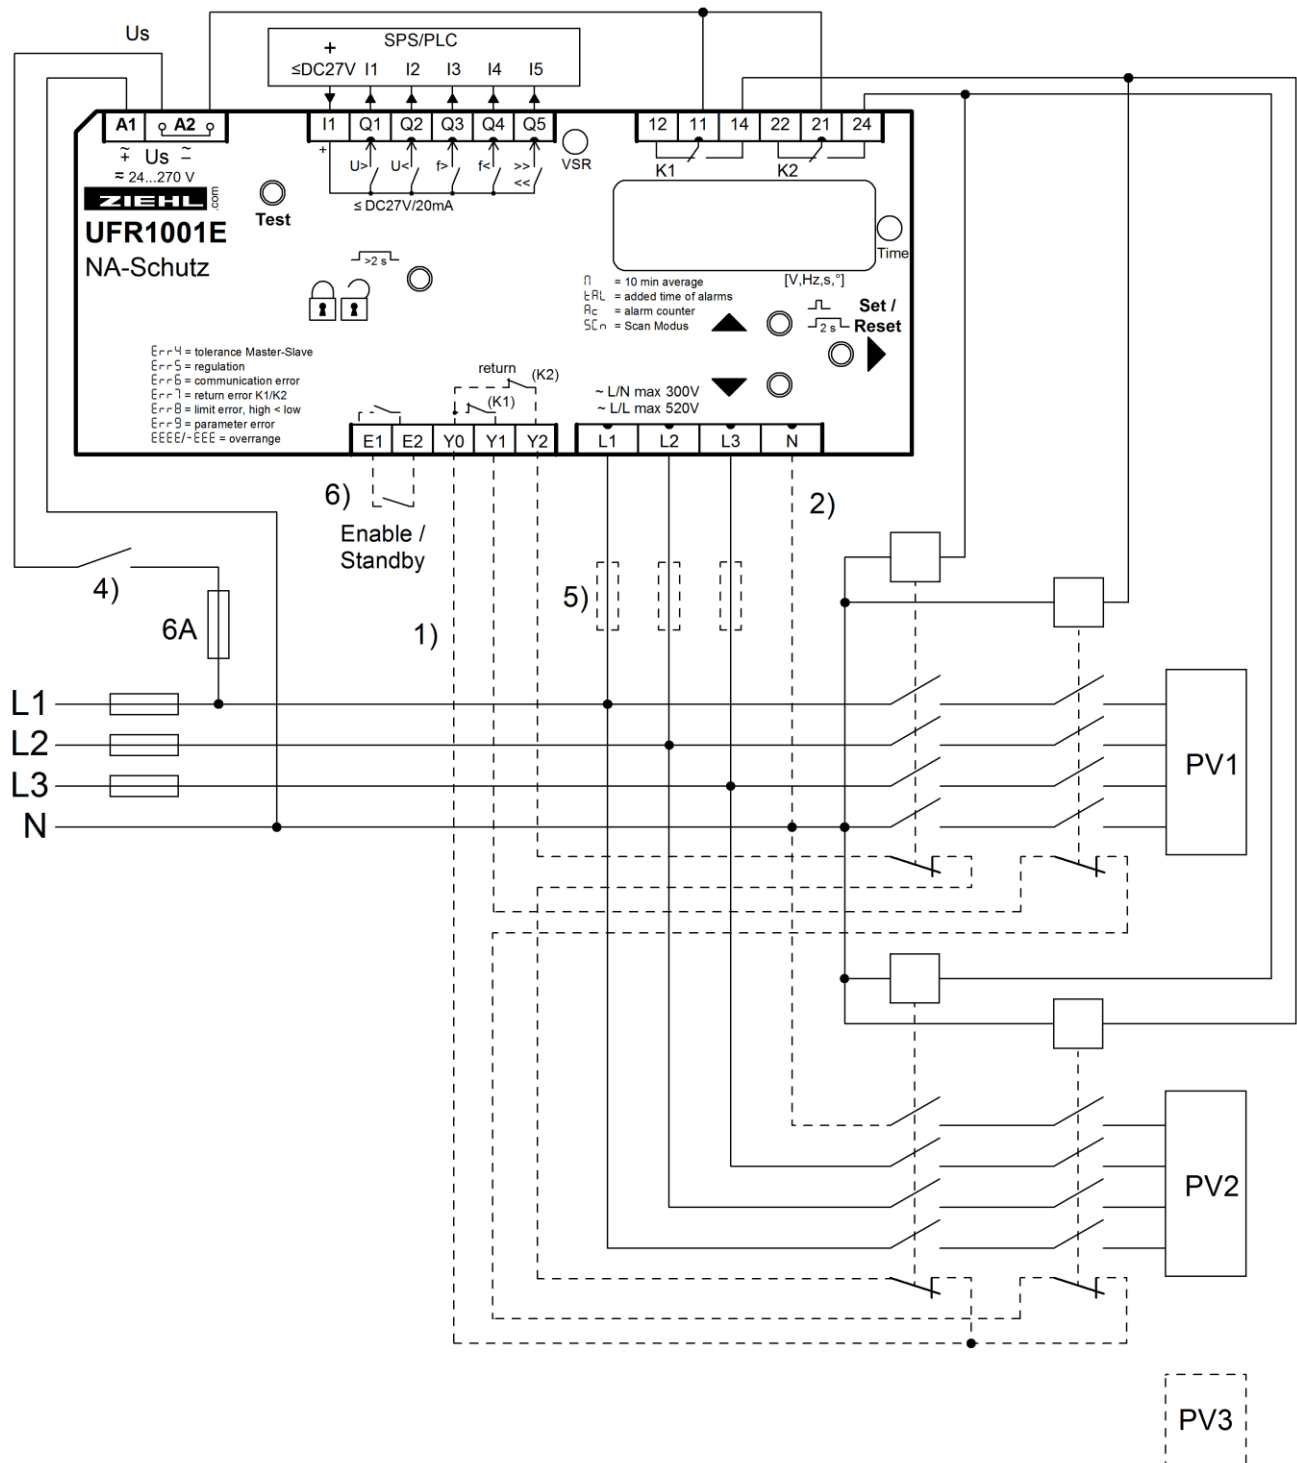 Us
SPS/PLC
+
≤DC27V I1 I2 I3 I4 I5
A1 A2 I1 Q1 Q2 Q3 Q4 Q5 12 11 14 22 21 24
~ Us ~
+ -
≂ 24...270 V
+ U> U< f> f< >> <<
VSR
K1 K2
ZIEHL .com
Test
≤ DC27V/20mA
UFR1001E
NA-Schutz
Time
>2 s
[V,Hz,s,°]
n = 10 min average
tAL = added time of alarms
Ac = alarm counter
SCn = Scan Modus
Set /
Reset
2 s
Err4 = tolerance Master-Slave
Err5 = regulation
Err6 = communication error
Err7 = return error K1/K2
Err8 = limit error, high < low
Err9 = parameter error
EEEE/-EEE = overrange
return (K2)
(K1)
~ L/N max 300V
~ L/L max 520V
E1 E2 Y0 Y1 Y2 L1 L2 L3 N
6)
Enable /
Standby
2)
4)
5)
6A
1)
L1
L2
L3
N
PV1
PV2
PV3